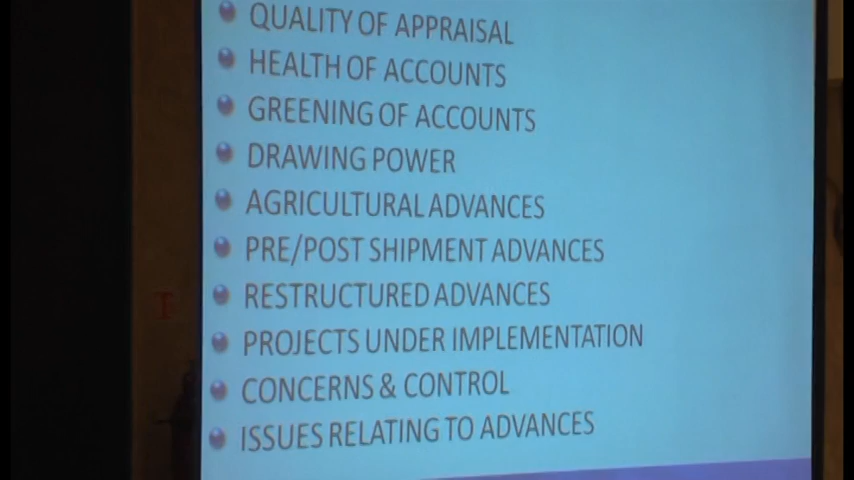 QUALITY OF APPRAISAL
HEALTH OF ACCOUNTS
GREENING OF ACCOUNTS
DRAWING POWER
AGRICULTURAL ADVANCES
PRE/POST SHIPMENT ADVANCES
RESTRUCTURED ADVANCES
PROJECTS UNDER IMPLEMENTATION
CONCERNS & CONTROL
ISSUES RELATING TO ADVANCES